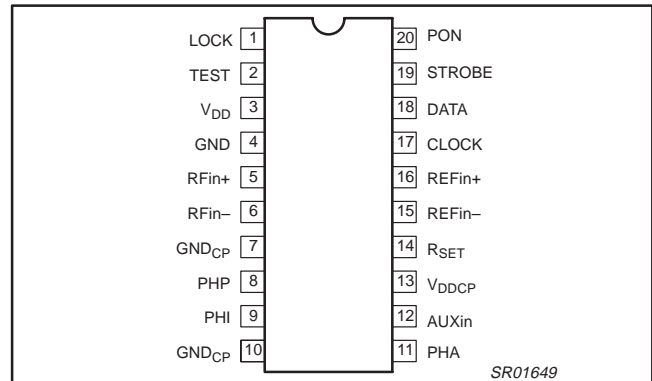 LOCK 1 20 PON
TEST 2 19 STROBE
VDD 3 18 DATA
GND 4 17 CLOCK
RFin+ 5 16 REFin+
RFin– 6 15 REFin–
GNDCP 7 14 RSET
PHP 8 13 VDDCP
PHI 9 12 AUXin
GNDCP 10 11 PHA
SR01649